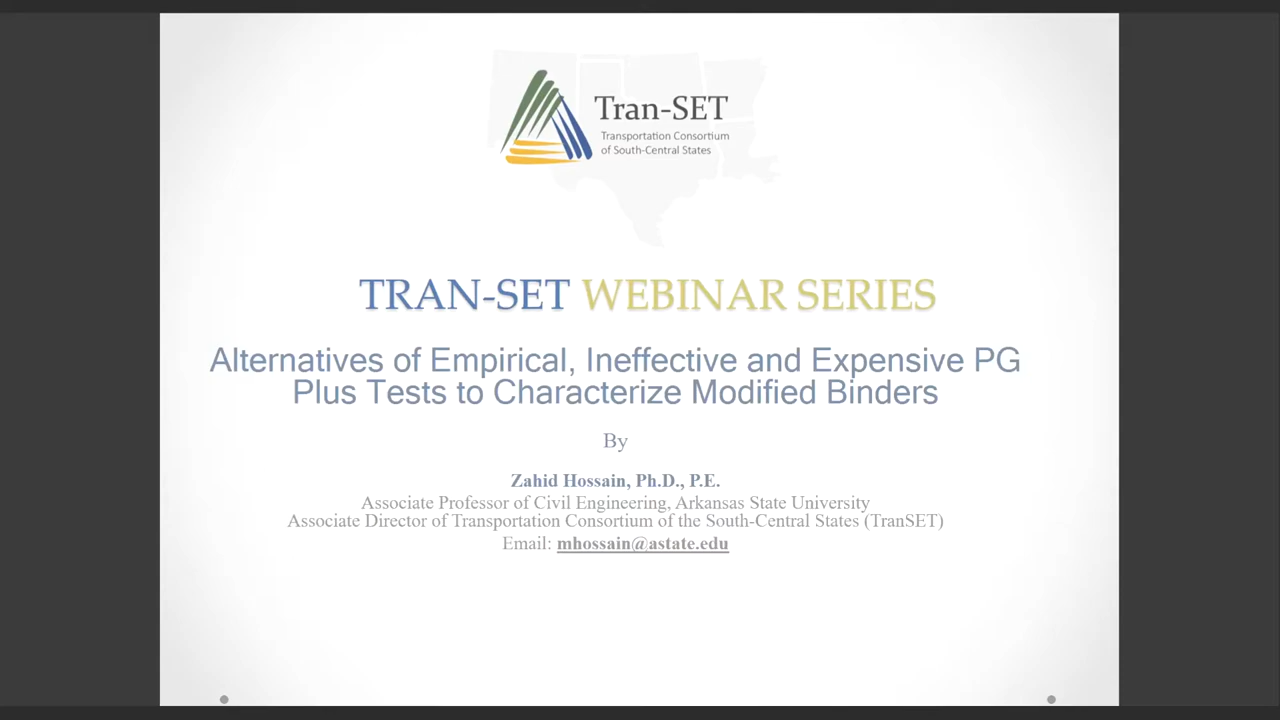 Tran-SET
Transportation Consortium
of South-Central States
TRAN-SET WEBINAR SERIES
Alternatives of Empirical, Ineffective and Expensive PG
Plus Tests to Characterize Modified Binders
By
Zahid Hossain, Ph.D., P.E.
Associate Professor of Civil Engineering, Arkansas State University
Associate Director of Transportation Consortium of the South-Central States (TranSET)
Email: mhossain@astate.edu